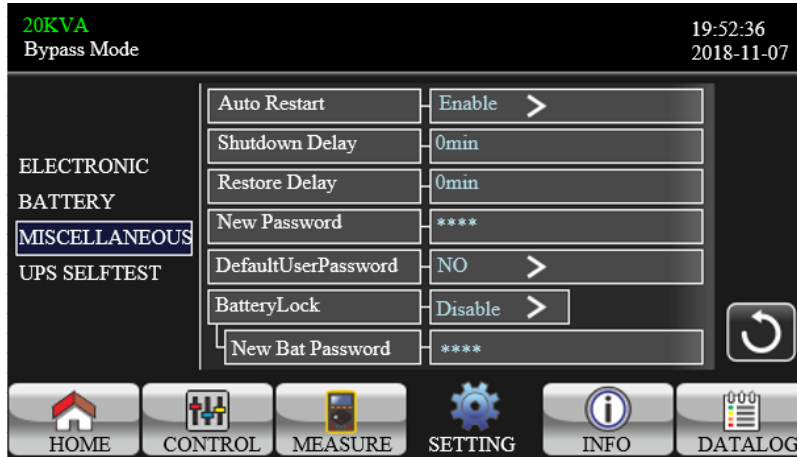 20KVA
Bypass Mode
19:52:36
2018-11-07
ELECTRONIC
BATTERY
MISCELLANEOUS
UPS SELFTEST
Auto Restart Enable >
Shutdown Delay 0min
Restore Delay 0min
New Password ****
DefaultUserPassword NO >
BatteryLock Disable >
New Bat Password ****
HOME CONTROL MEASURE SETTING INFO DATALOG